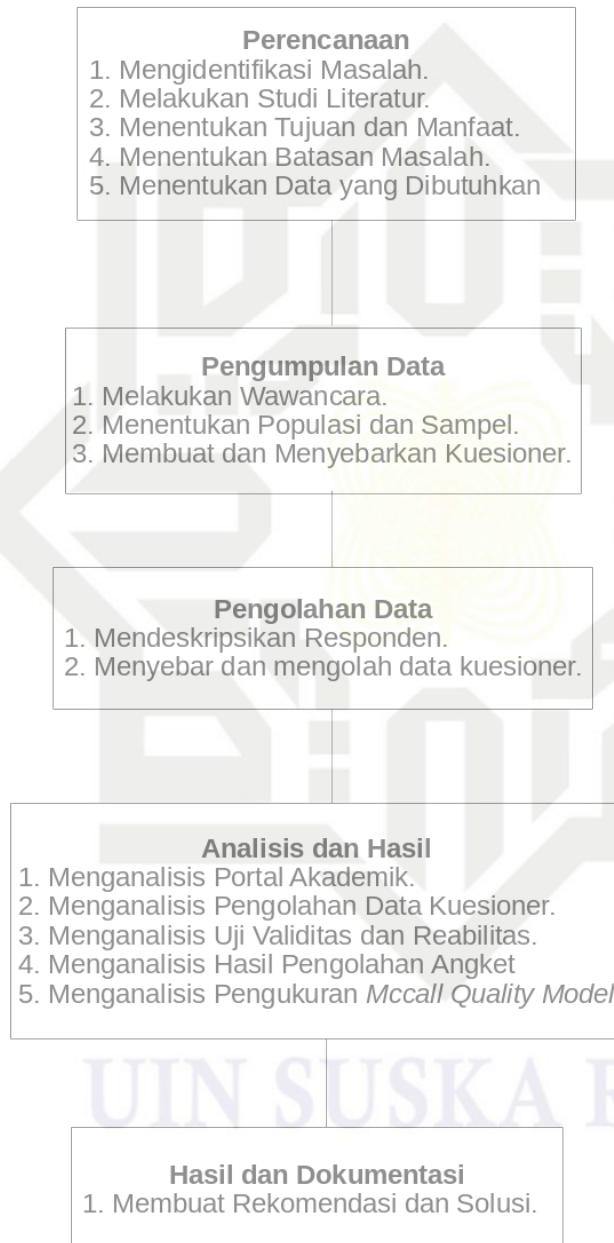 Perencanaan
1. Mengidentifikasi Masalah.
2. Melakukan Studi Literatur.
3. Menentukan Tujuan dan Manfaat.
4. Menentukan Batasan Masalah.
5. Menentukan Data yang Dibutuhkan
Pengumpulan Data
1. Melakukan Wawancara.
2. Menentukan Populasi dan Sampel.
3. Membuat dan Menyebarkan Kuesioner.
Pengolahan Data
1. Mendeskripsikan Responden.
2. Menyebar dan mengolah data kuesioner.
Analisis dan Hasil
1. Menganalisis Portal Akademik.
2. Menganalisis Pengolahan Data Kuesioner.
3. Menganalisis Uji Validitas dan Reabilitas.
4. Menganalisis Hasil Pengolahan Angket
5. Menganalisis Pengukuran Mccall Quality Model
UIN SUSKA
Hasil dan Dokumentasi
1. Membuat Rekomendasi dan Solusi.